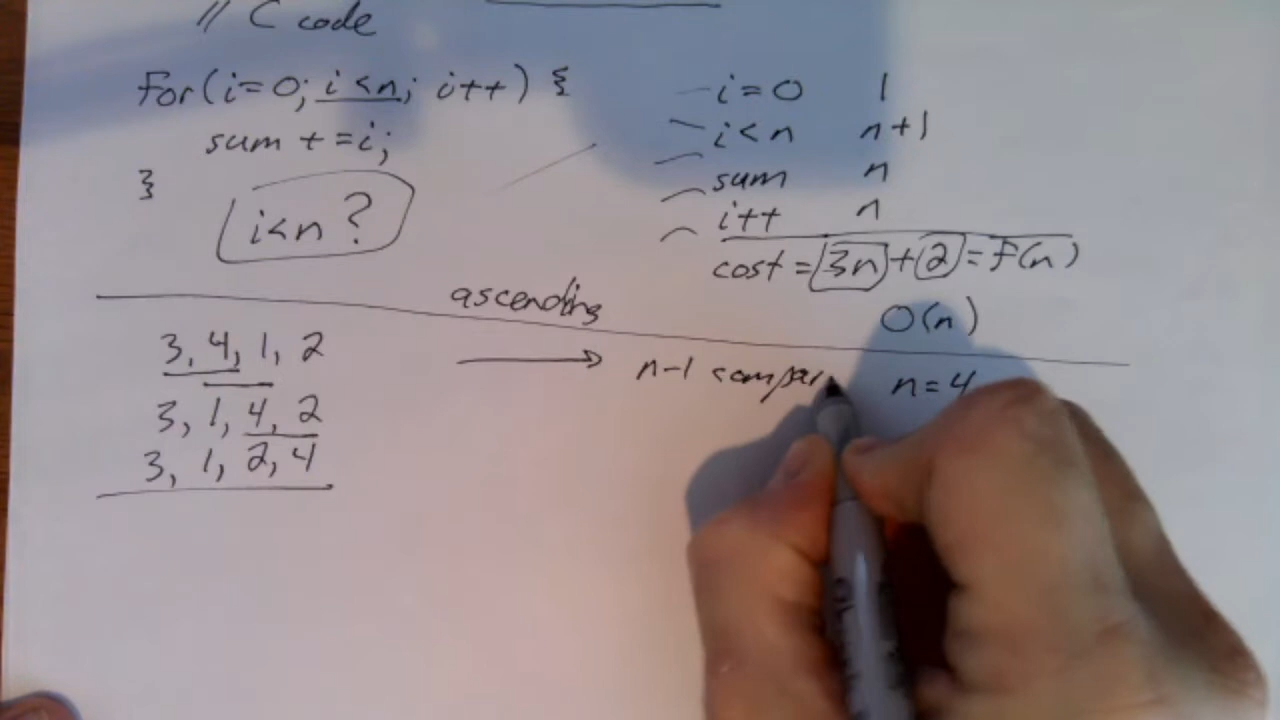 // C code
for(i=0; i<n; i++) {
sum +=i;
}
i<n?
i=0 1
i<n n+1
sum n
i++ n
cost = 3n + 2 = F(n)
O(n)
ascending
3, 4, 1, 2
3, 1, 4, 2
3, 1, 2, 4
n-1 compar
n=4